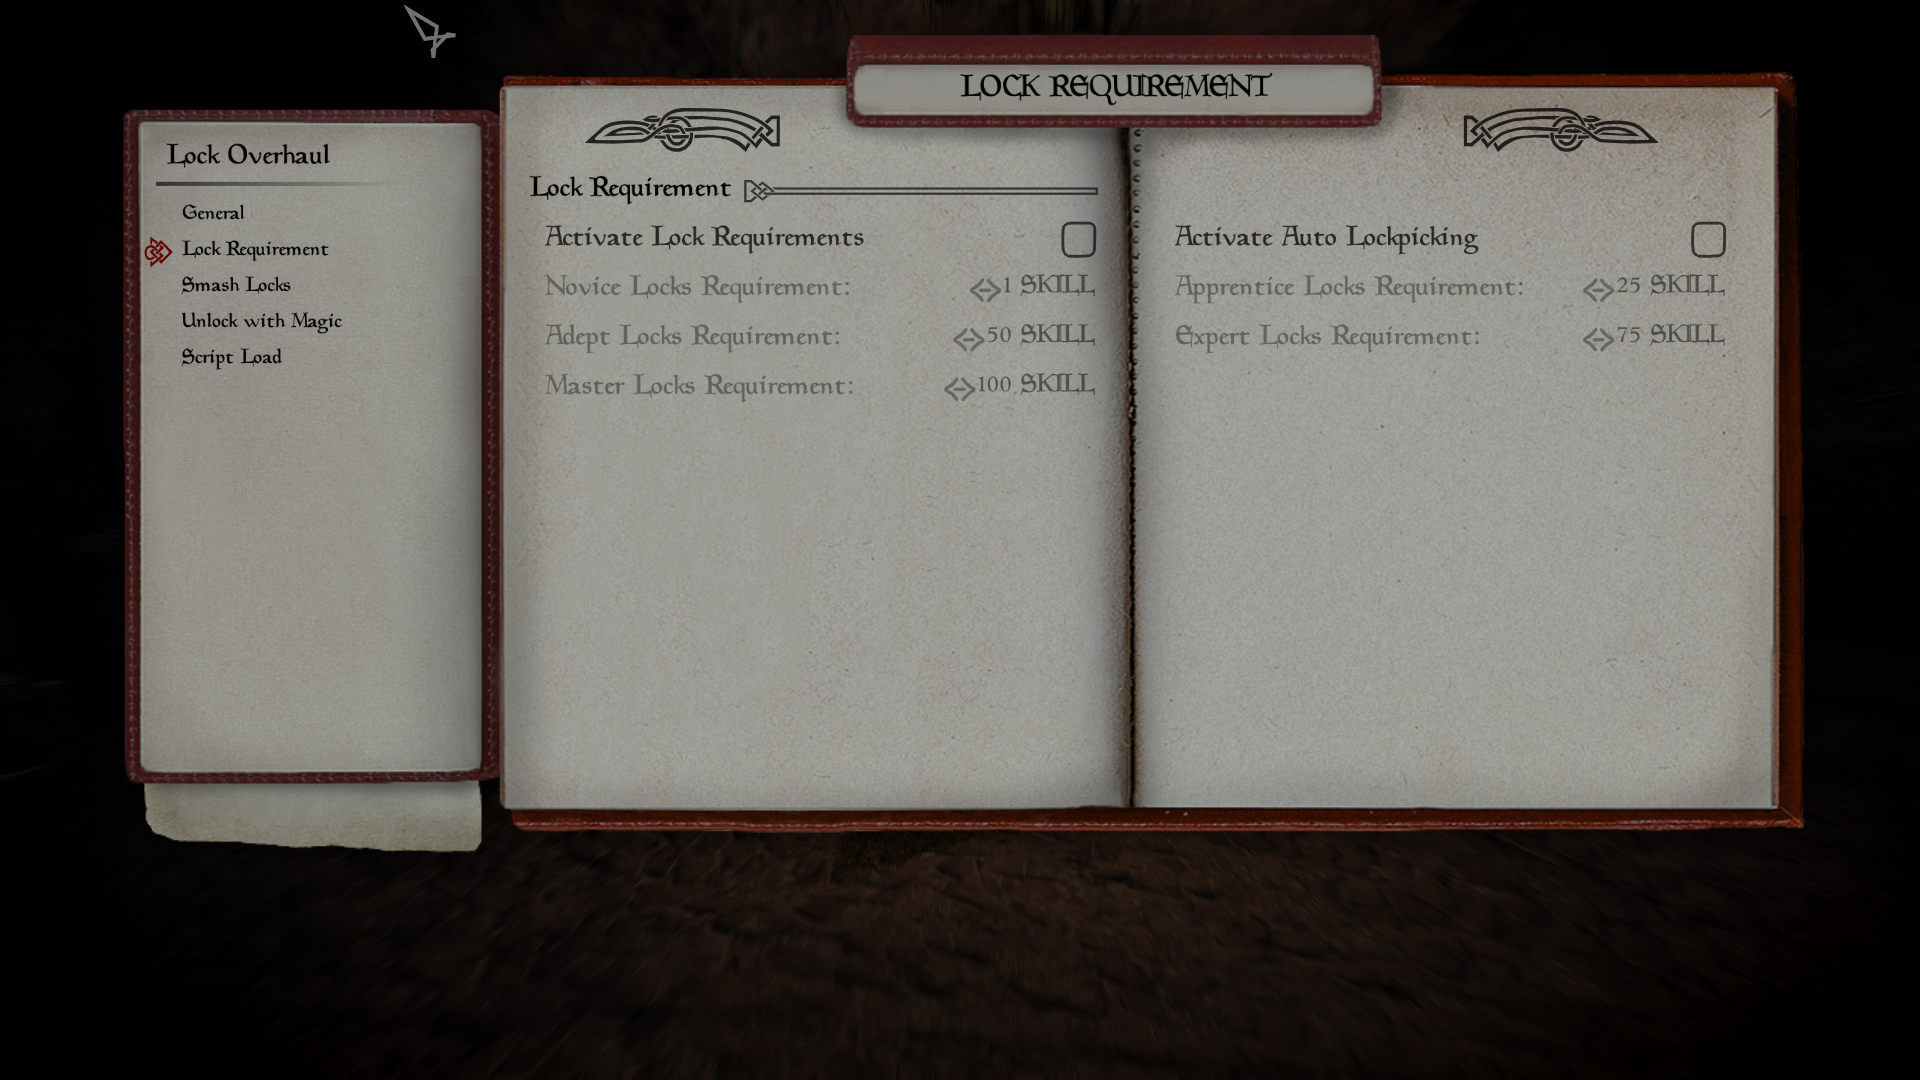 LOCK REQUIREMENT
Lock Overhaul
General
Lock Requirement
Smash Locks
Unlock with Magic
Script Load
Lock Requirement
Activate Lock Requirements
Activate Auto Lockpicking
Novice Locks Requirement: 1 SKILL
Apprentice Locks Requirement: 25 SKILL
Adept Locks Requirement: 50 SKILL
Expert Locks Requirement: 75 SKILL
Master Locks Requirement: 100 SKILL